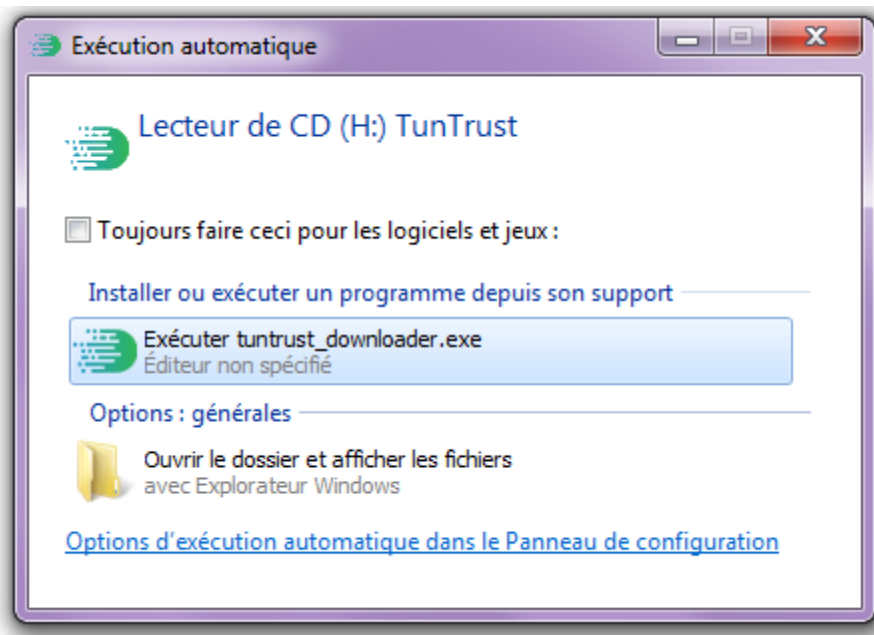 Exécution automatique
Lecteur de CD (H:) TunTrust
Toujours faire ceci pour les logiciels et jeux :
Installer ou exécuter un programme depuis son support
Exécuter tuntrust_downloader.exe
Éditeur non spécifié
Options : générales
Ouvrir le dossier et afficher les fichiers
avec Explorateur Windows
Options d'exécution automatique dans le Panneau de configuration